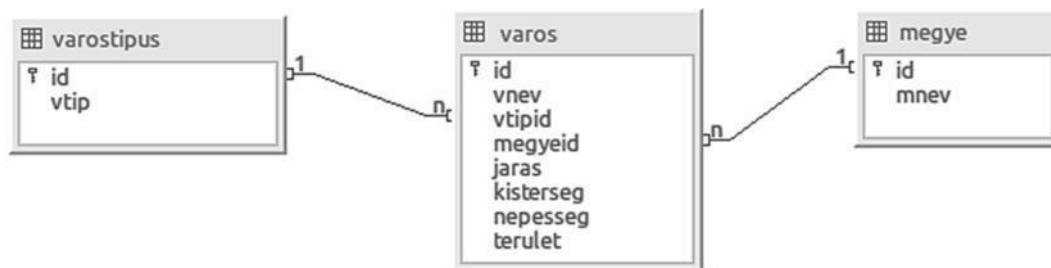 varostipus
id
vtip
1
n
varos
id
vnev
vtipid
megyeid
jaras
kisterseg
nepesseg
terulet
n
1
megye
id
mnev